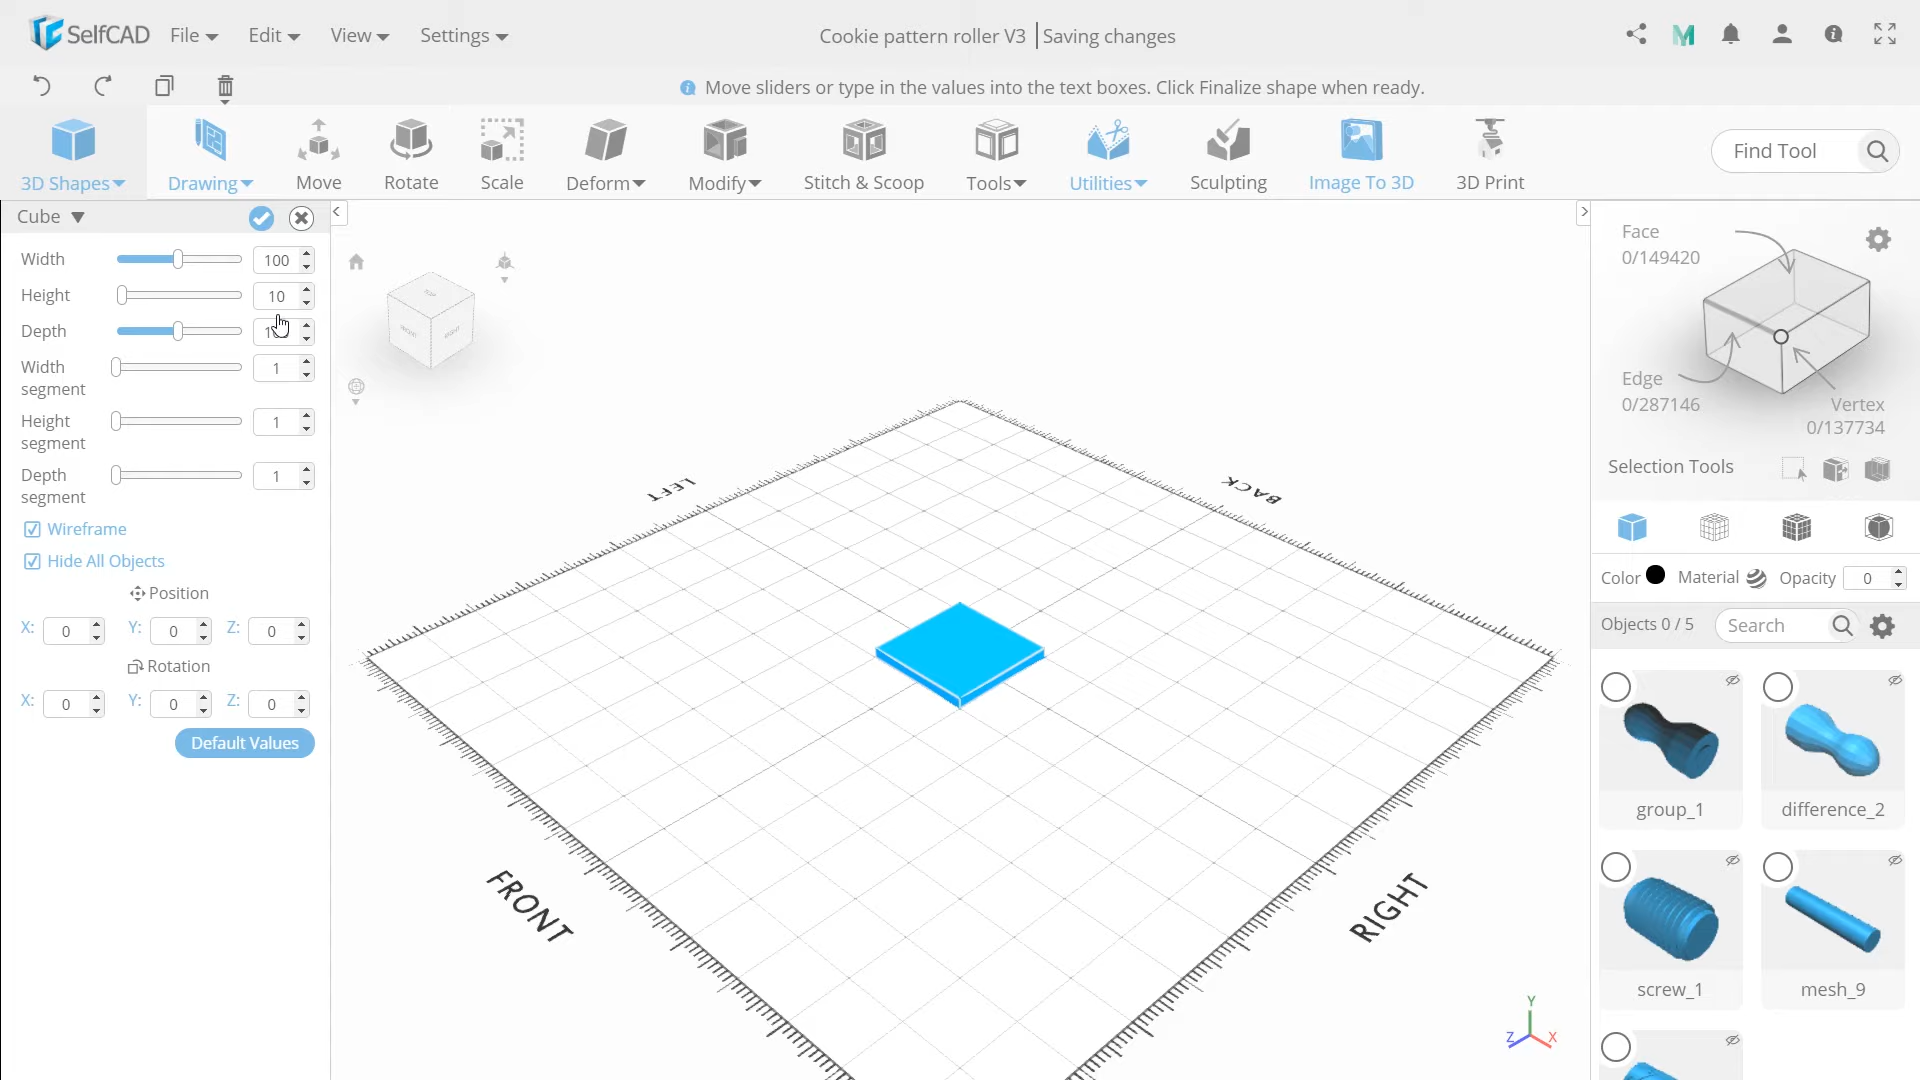 SelfCAD File Edit View Settings Cookie pattern roller V3 Saving changes
Move sliders or type in the values into the text boxes. Click Finalize shape when ready.
3D Shapes Drawing Move Rotate Scale Deform Modify Stitch & Scoop Tools Utilities Sculpting Image To 3D 3D Print Find Tool
Cube
Width 100
Height 10
Depth
Width segment 1
Height segment 1
Depth segment 1
Wireframe
Hide All Objects
Position
X: 0 Y: 0 Z: 0
Rotation
X: 0 Y: 0 Z: 0
Default Values
TOP
FRONT RIGHT
LEFT
BACK
FRONT
RIGHT
Y
Z X
Face
0/149420
Edge
0/287146
Vertex
0/137734
Selection Tools
Color Material Opacity 0
Objects 0 / 5 Search
group_1 difference_2
screw_1 mesh_9